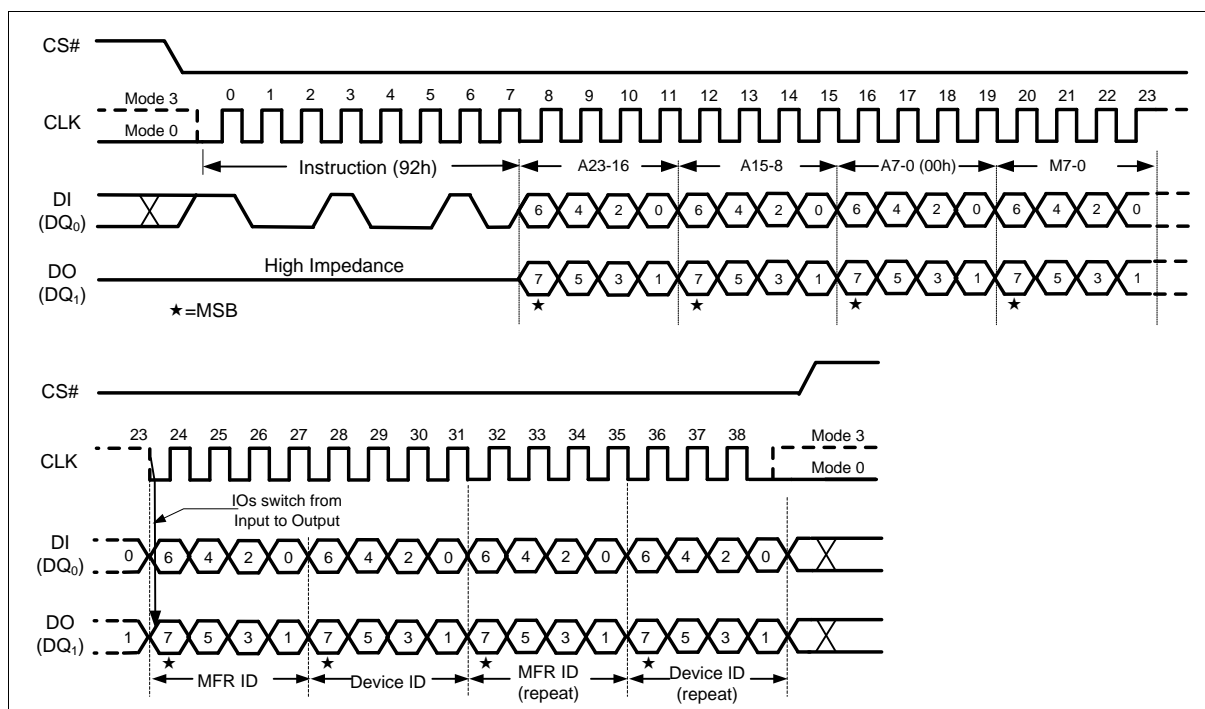 CS#
Mode 3
0 1 2 3 4 5 6 7 8 9 10 11 12 13 14 15 16 17 18 19 20 21 22 23
CLK
Mode 0
Instruction (92h) A23-16 A15-8 A7-0 (00h) M7-0
DI
(DQ0)
6 4 2 0 6 4 2 0 6 4 2 0 6 4 2 0
High Impedance
DO
(DQ1)
7 5 3 1 7 5 3 1 7 5 3 1 7 5 3 1
★ ★ ★ ★
★=MSB
CS#
23 24 25 26 27 28 29 30 31 32 33 34 35 36 37 38
Mode 3
CLK
Mode 0
IOs switch from
Input to Output
DI
(DQ0)
0 6 4 2 0 6 4 2 0 6 4 2 0 6 4 2 0
DO
(DQ1)
1 7 5 3 1 7 5 3 1 7 5 3 1 7 5 3 1
★ ★ ★ ★
MFR ID Device ID MFR ID Device ID
(repeat) (repeat)